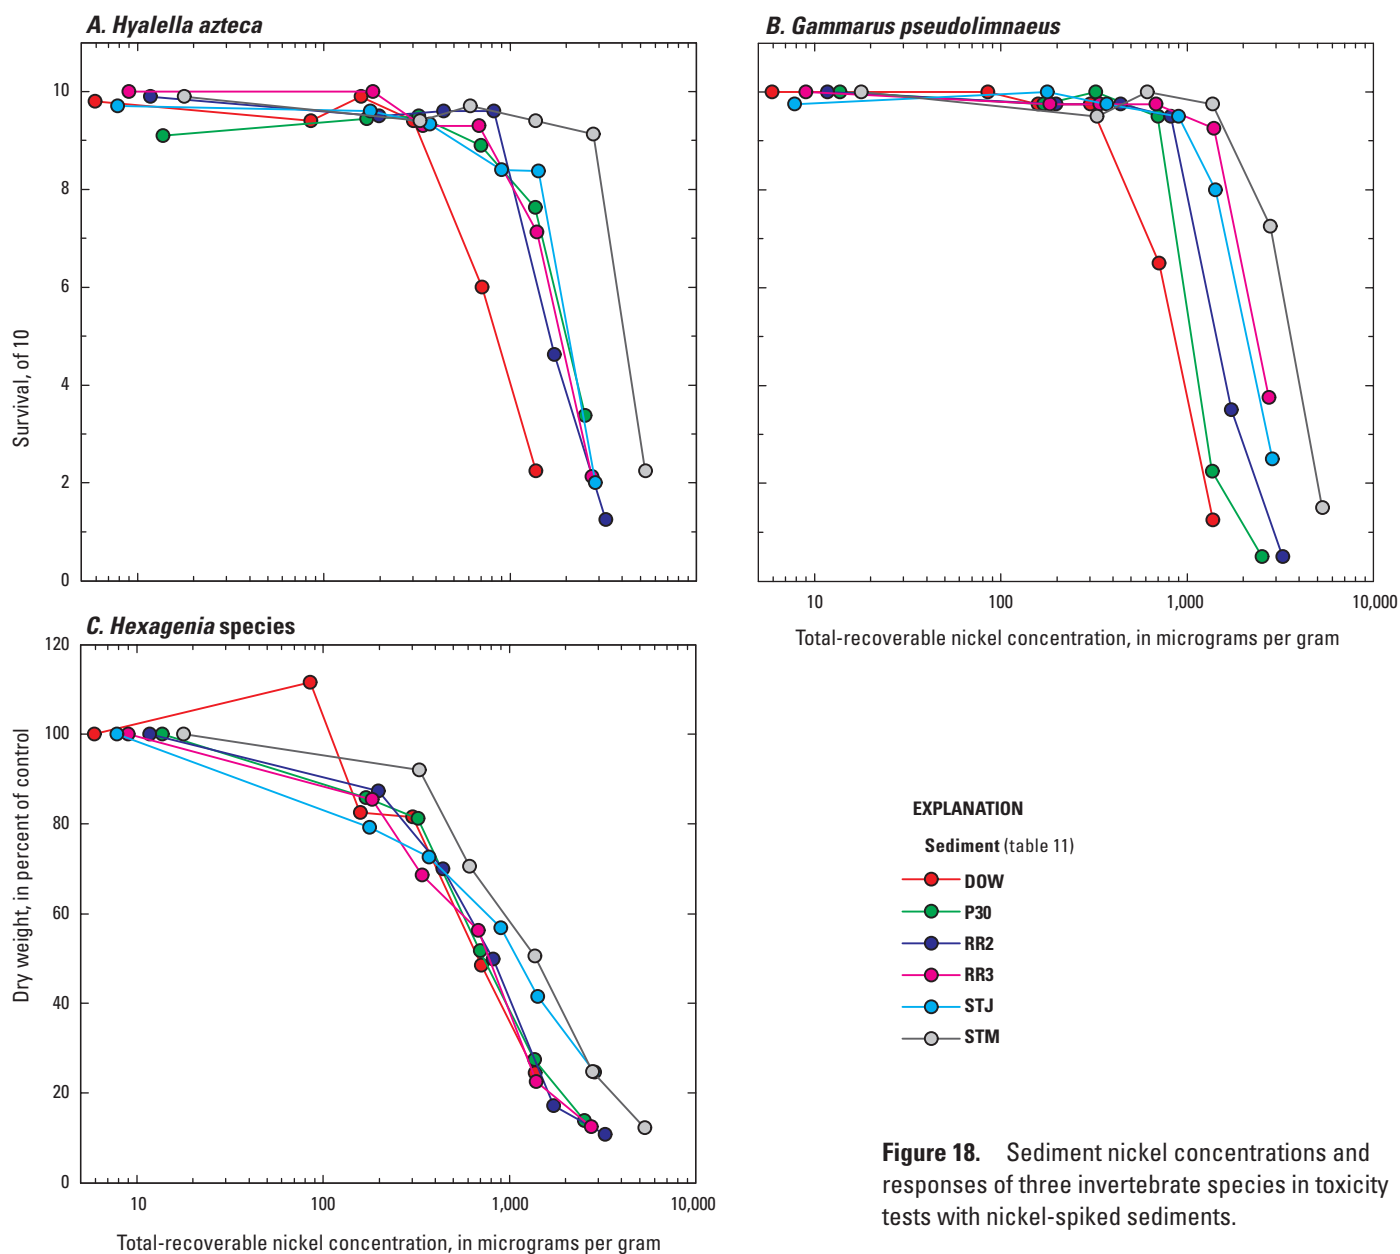 A. Hyalella azteca
B. Gammarus pseudolimnaeus
Survival, of 10
10
8
6
4
2
0
10
100
1,000
10
100
1,000
10,000
Total-recoverable nickel concentration, in micrograms per gram
C. Hexagenia species
Dry weight, in percent of control
120
100
80
60
40
20
0
10
100
1,000
10,000
Total-recoverable nickel concentration, in micrograms per gram
EXPLANATION
Sediment (table 11)
DOW
P30
RR2
RR3
STJ
STM
Figure 18. Sediment nickel concentrations and
responses of three invertebrate species in toxicity
tests with nickel-spiked sediments.